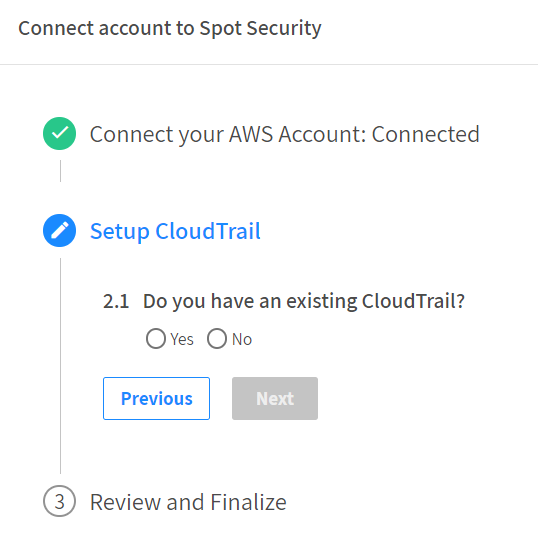 Connect account to Spot Security
Connect your AWS Account: Connected
Setup CloudTrail
2.1 Do you have an existing CloudTrail?
Yes No
Previous Next
3 Review and Finalize